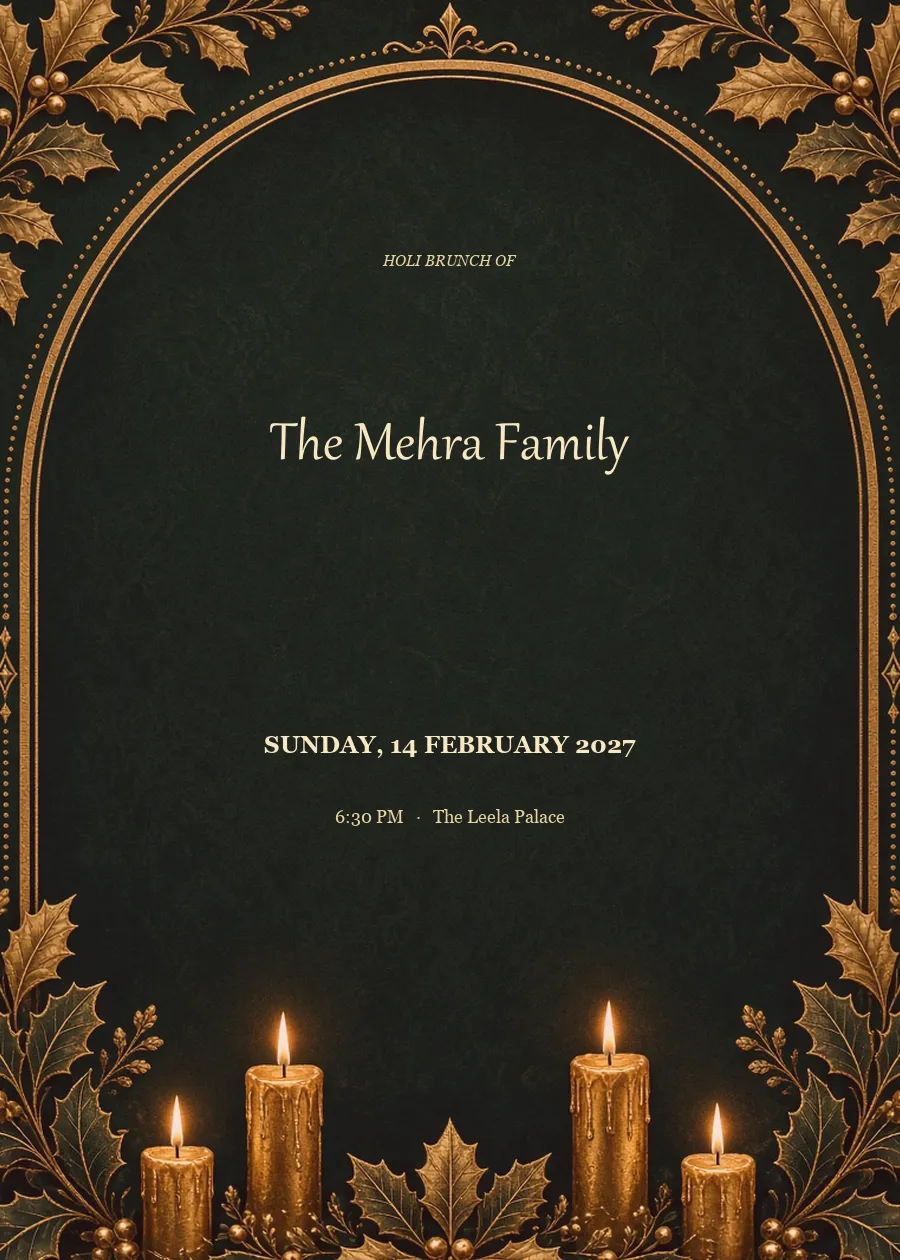 HOLI BRUNCH OF
The Mehra Family
SUNDAY, 14 FEBRUARY 2027
6:30 PM · The Leela Palace